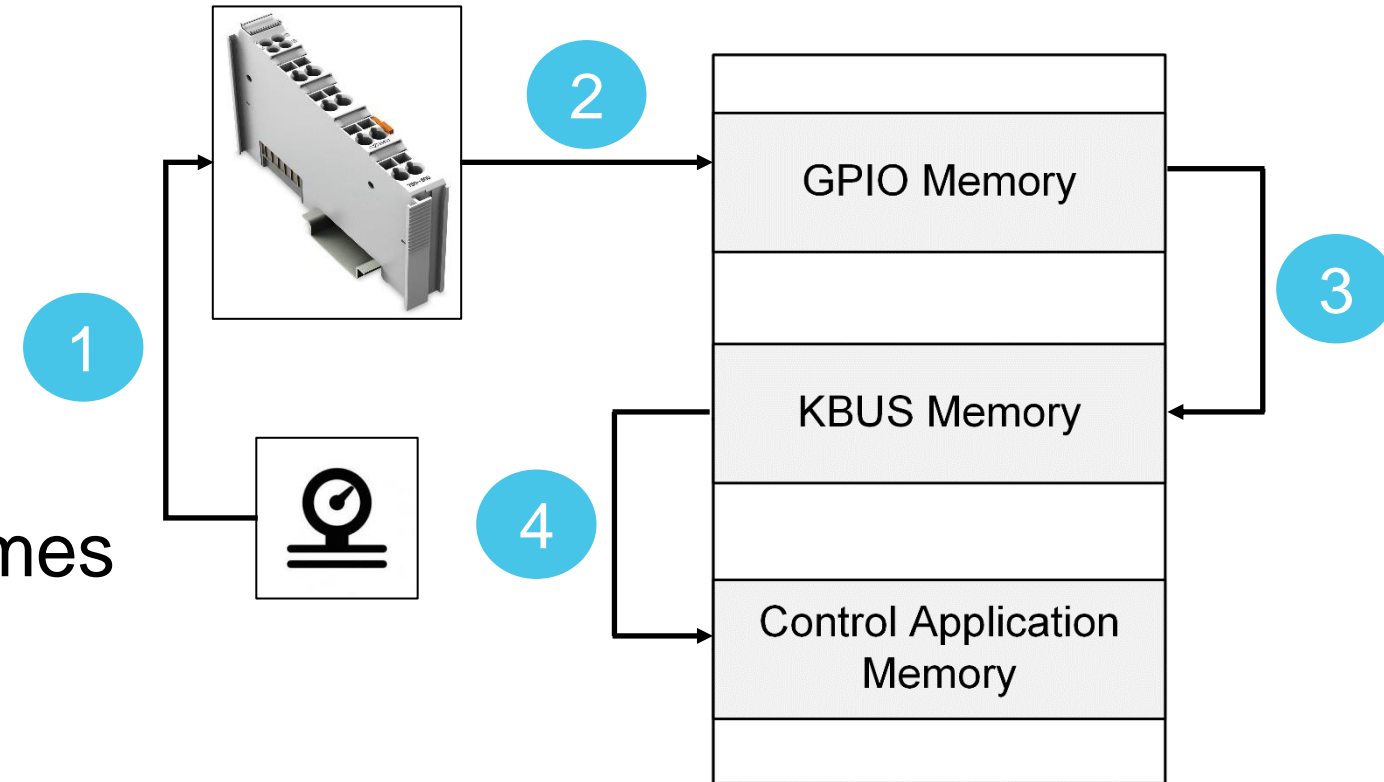 2
GPIO Memory
3
1
KBUS Memory
4
mes
Control Application
Memory